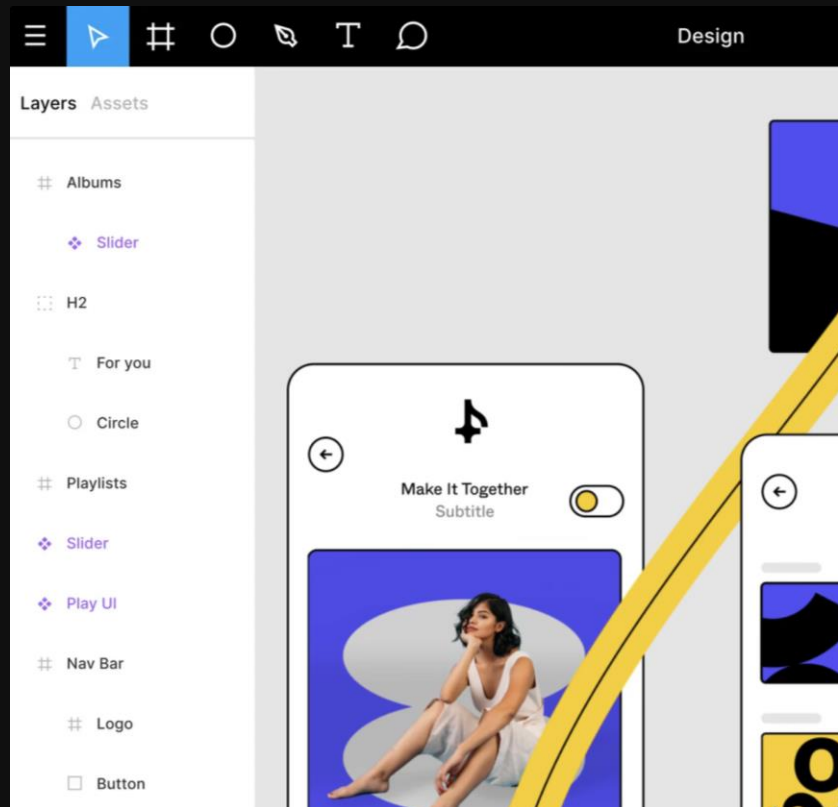 Design
Layers Assets
Albums
Slider
H2
For you
Circle
Playlists
Slider
Play UI
Nav Bar
Logo
Button
Make It Together
Subtitle